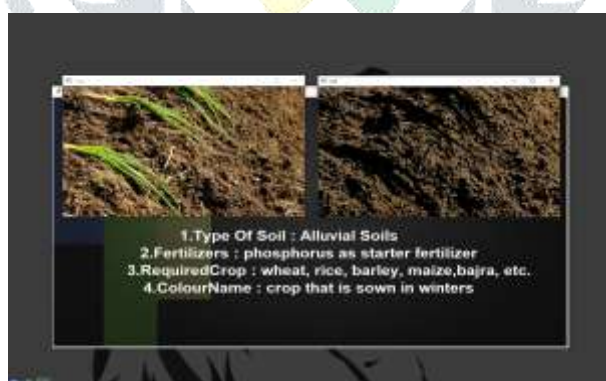 1.Type Of Soil : Alluvial Soils
2.Fertilizers : phosphorus as starter fertilizer
3.RequiredCrop : wheat, rice, barley, maize,bajra, etc.
4.ColourName : crop that is sown in winters